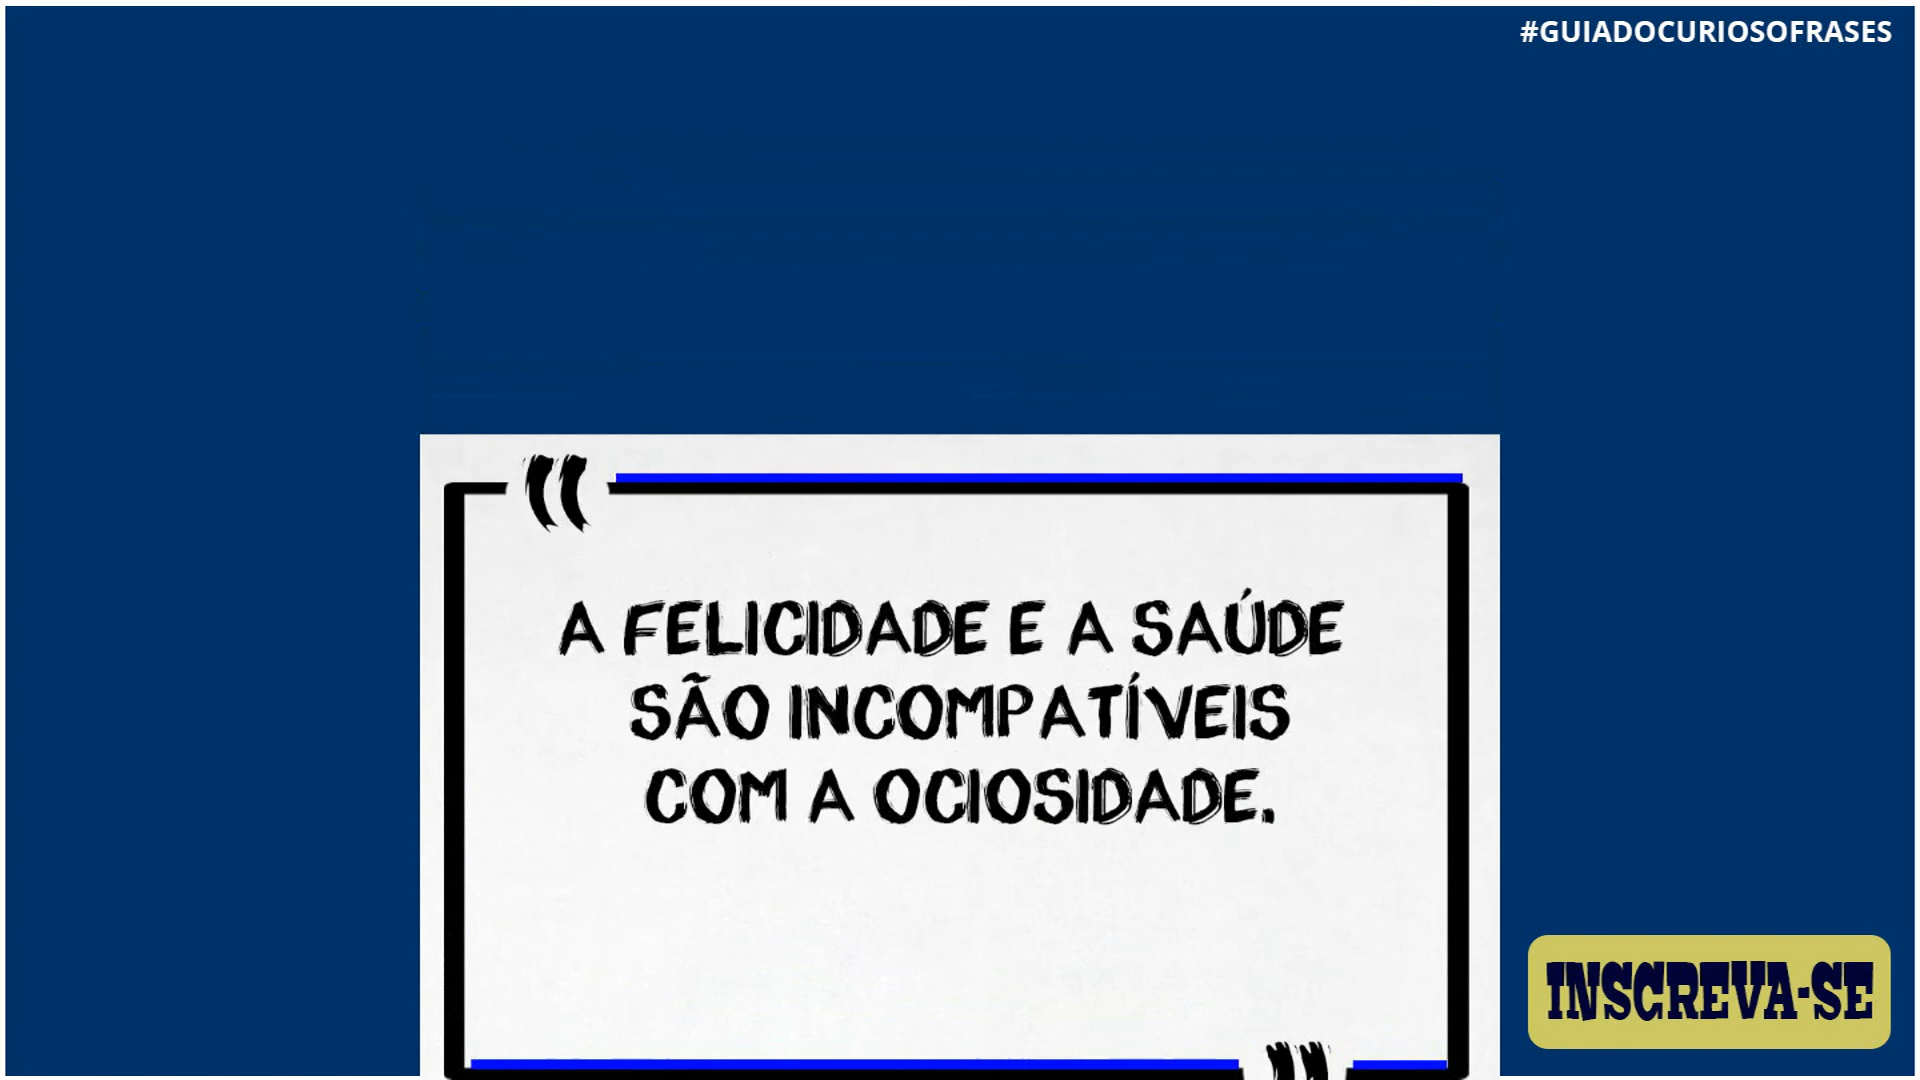 #GUIADOCURIOSOFRASES
“
A FELICIDADE E A SAÚDE
SÃO INCOMPATÍVEIS
COM A OCIOSIDADE.
”
INSCREVA-SE